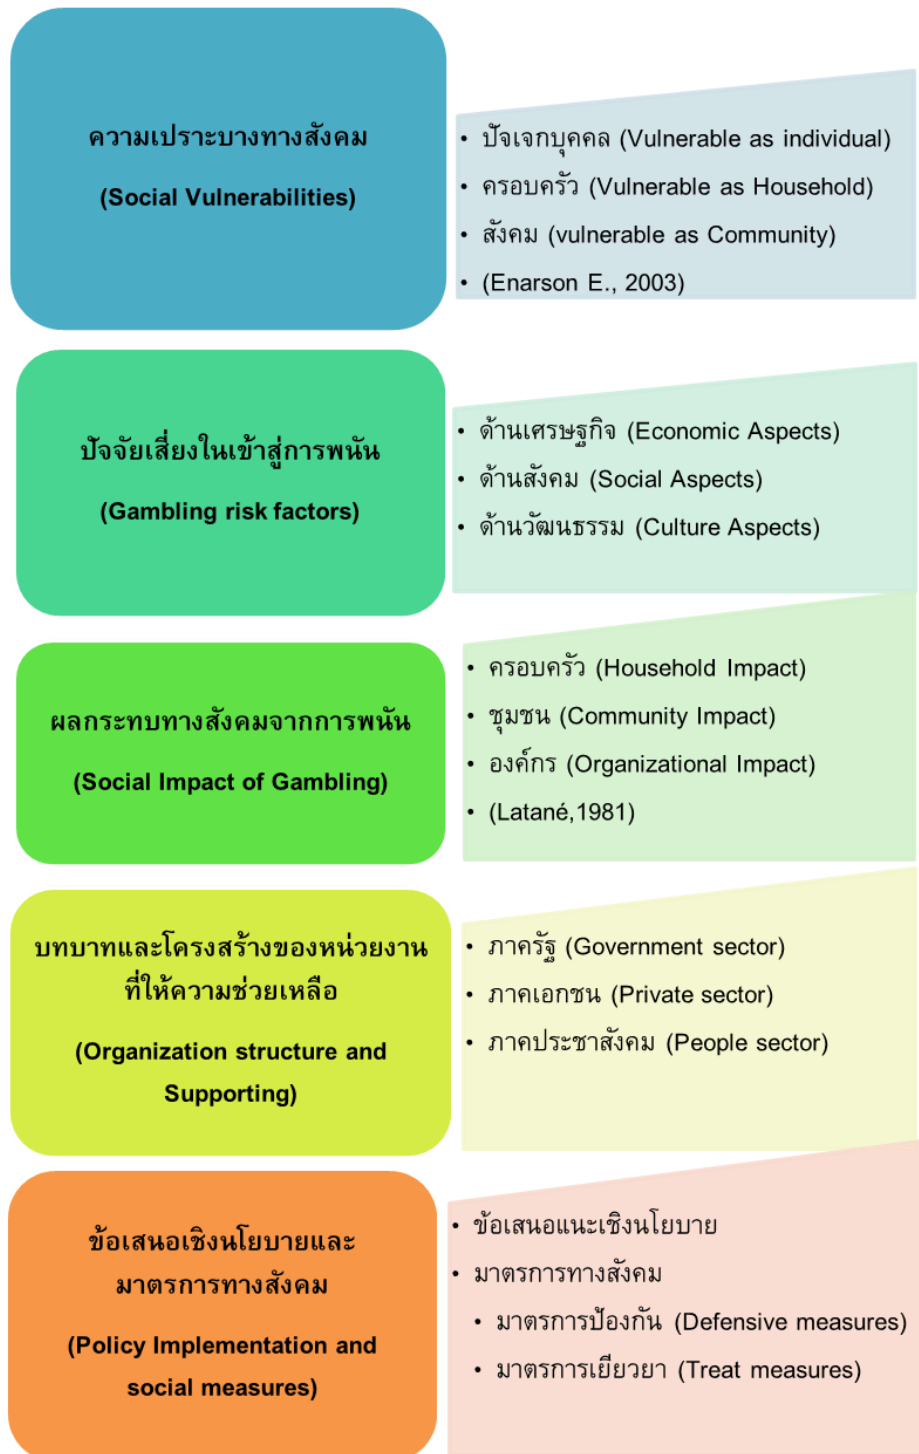 ความเปราะบางทางสังคม
(Social Vulnerabilities)
• ปัจเจกบุคคล (Vulnerable as individual)
• ครอบครัว (Vulnerable as Household)
• สังคม (vulnerable as Community)
• (Enarson E., 2003)
ปัจจัยเสี่ยงในเข้าสู่การพนัน
(Gambling risk factors)
• ด้านเศรษฐกิจ (Economic Aspects)
• ด้านสังคม (Social Aspects)
• ด้านวัฒนธรรม (Culture Aspects)
ผลกระทบทางสังคมจากการพนัน
(Social Impact of Gambling)
• ครอบครัว (Household Impact)
• ชุมชน (Community Impact)
• องค์กร (Organizational Impact)
• (Latané,1981)
บทบาทและโครงสร้างของหน่วยงาน
ที่ให้ความช่วยเหลือ
(Organization structure and
Supporting)
• ภาครัฐ (Government sector)
• ภาคเอกชน (Private sector)
• ภาคประชาสังคม (People sector)
ข้อเสนอเชิงนโยบายและ
มาตรการทางสังคม
(Policy Implementation and
social measures)
• ข้อเสนอแนะเชิงนโยบาย
• มาตรการทางสังคม
• มาตรการป้องกัน (Defensive measures)
• มาตรการเยียวยา (Treat measures)